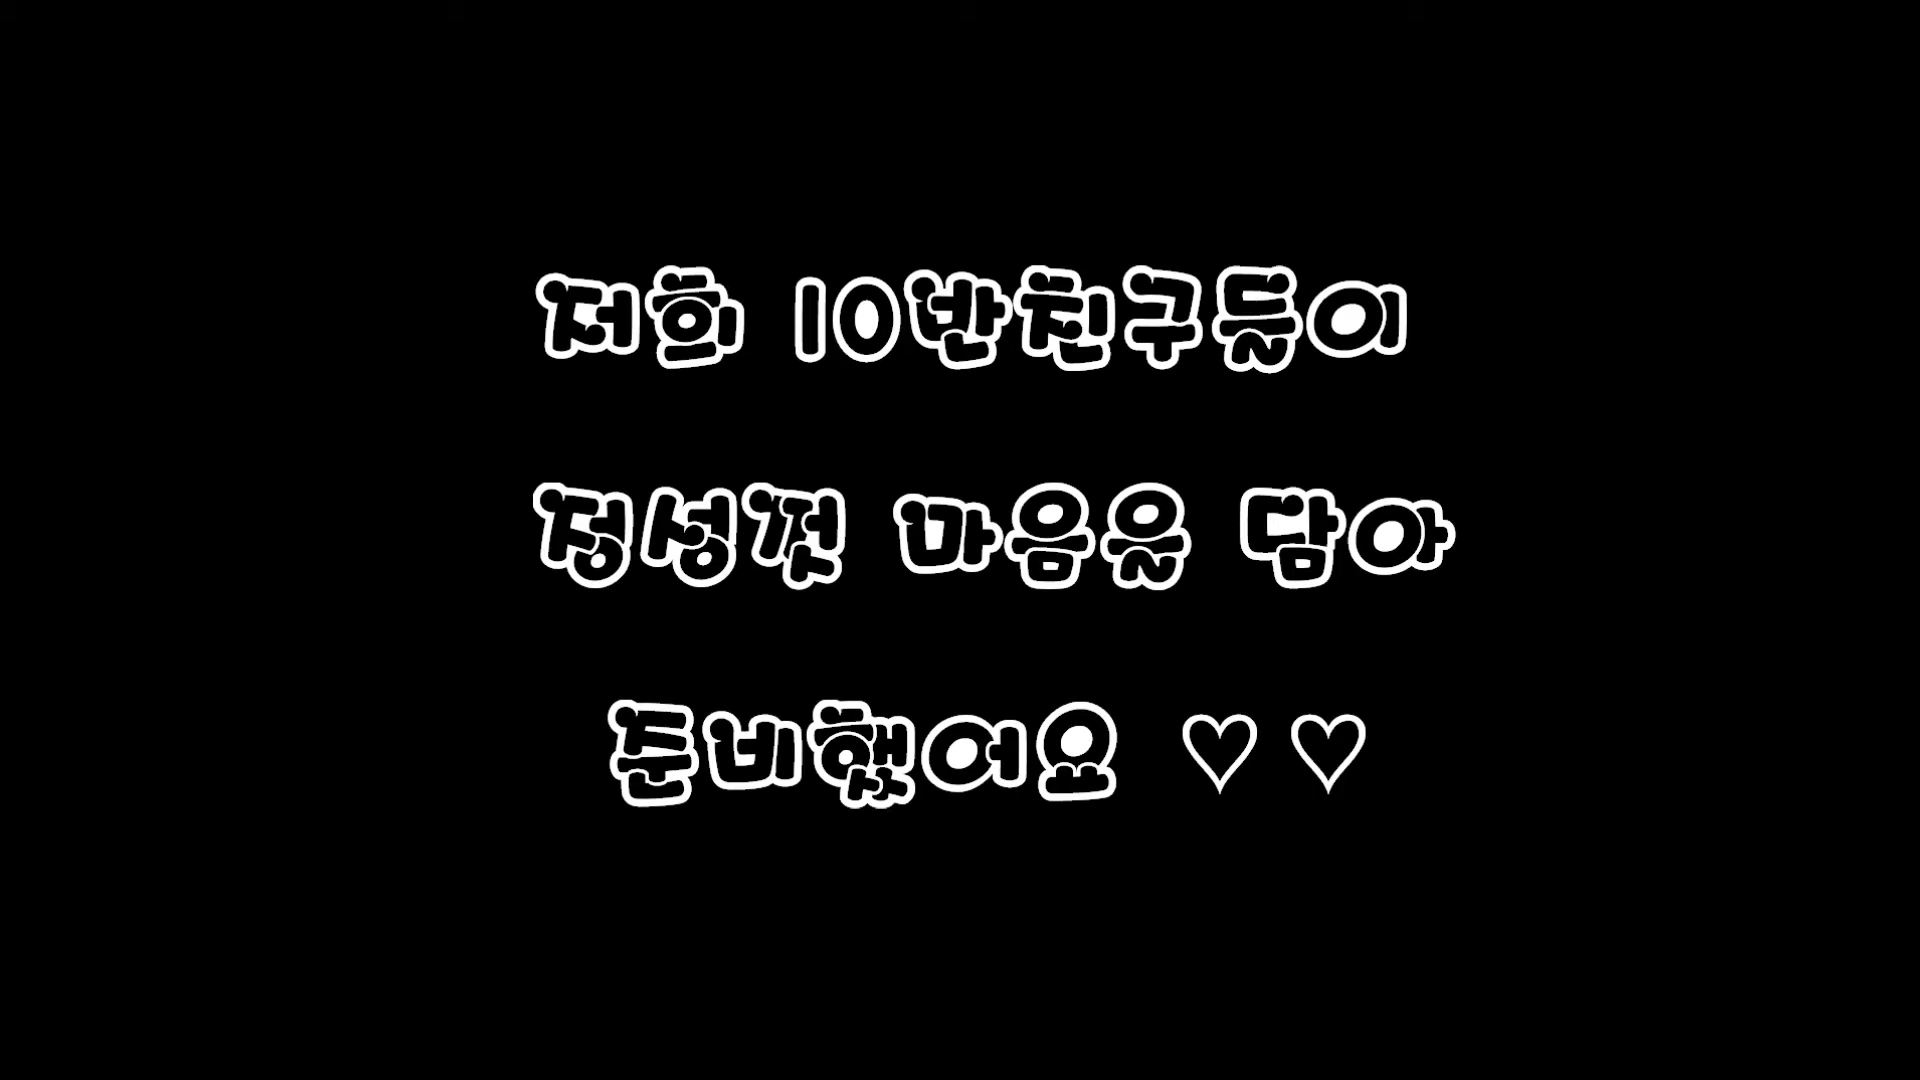 저희 10반친구들이
정성껏 마음을 담아
준비했어요 ♡ ♡